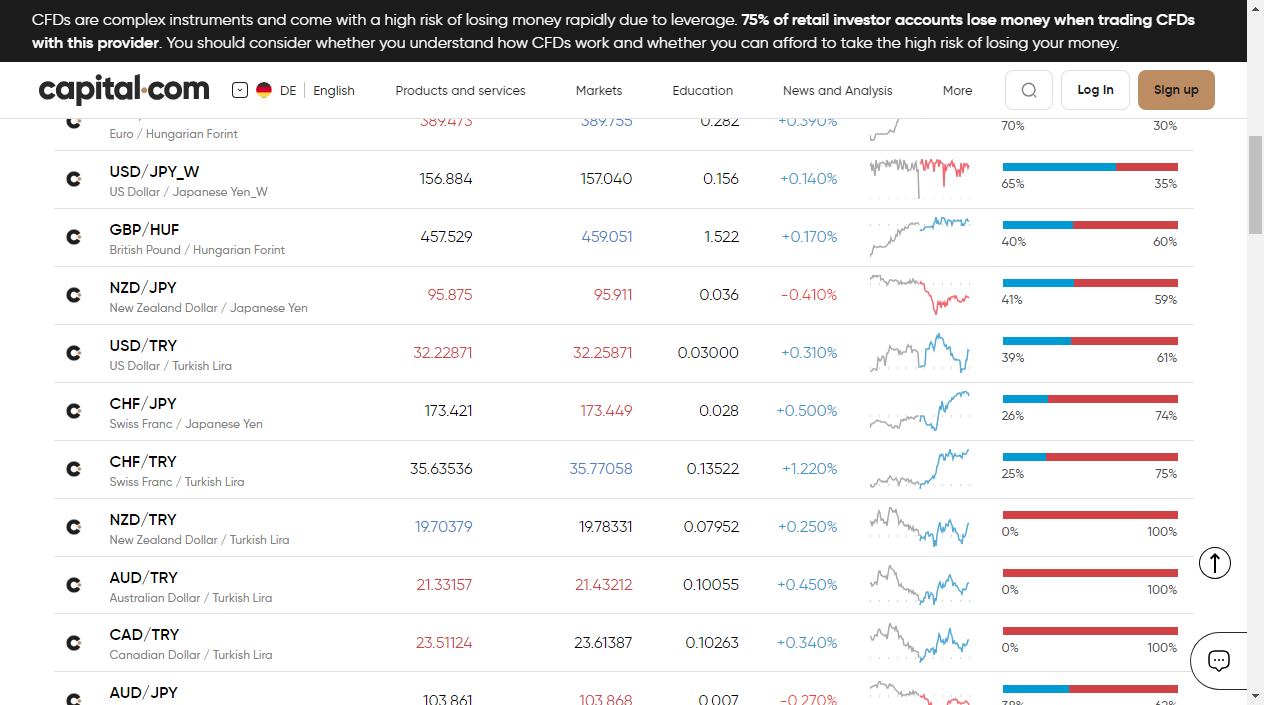 CFDs are complex instruments and come with a high risk of losing money rapidly due to leverage. 75% of retail investor accounts lose money when trading CFDs
with this provider. You should consider whether you understand how CFDs work and whether you can afford to take the high risk of losing your money.
capital.com DE English Products and services Markets Education News and Analysis More Log In Sign up
389.473 389.755 0.282 +0.390%
Euro / Hungarian Forint 70% 30%
USD/JPY_W 156.884 157.040 0.156 +0.140%
US Dollar / Japanese Yen_W 65% 35%
GBP/HUF 457.529 459.051 1.522 +0.170%
British Pound / Hungarian Forint 40% 60%
NZD/JPY 95.875 95.911 0.036 -0.410%
New Zealand Dollar / Japanese Yen 41% 59%
USD/TRY 32.22871 32.25871 0.03000 +0.310%
US Dollar / Turkish Lira 39% 61%
CHF/JPY 173.421 173.449 0.028 +0.500%
Swiss Franc / Japanese Yen 26% 74%
CHF/TRY 35.63536 35.77058 0.13522 +1.220%
Swiss Franc / Turkish Lira 25% 75%
NZD/TRY 19.70379 19.78331 0.07952 +0.250%
New Zealand Dollar / Turkish Lira 0% 100%
AUD/TRY 21.33157 21.43212 0.10055 +0.450%
Australian Dollar / Turkish Lira 0% 100%
CAD/TRY 23.51124 23.61387 0.10263 +0.340%
Canadian Dollar / Turkish Lira 0% 100%
AUD/JPY 103.861 103.868 0.007 -0.270%